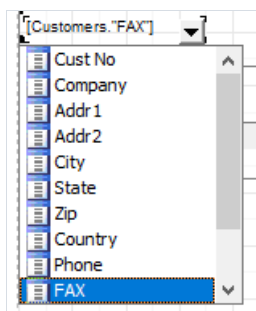 [Customers."FAX"]
Cust No
Company
Addr1
Addr2
City
State
Zip
Country
Phone
FAX